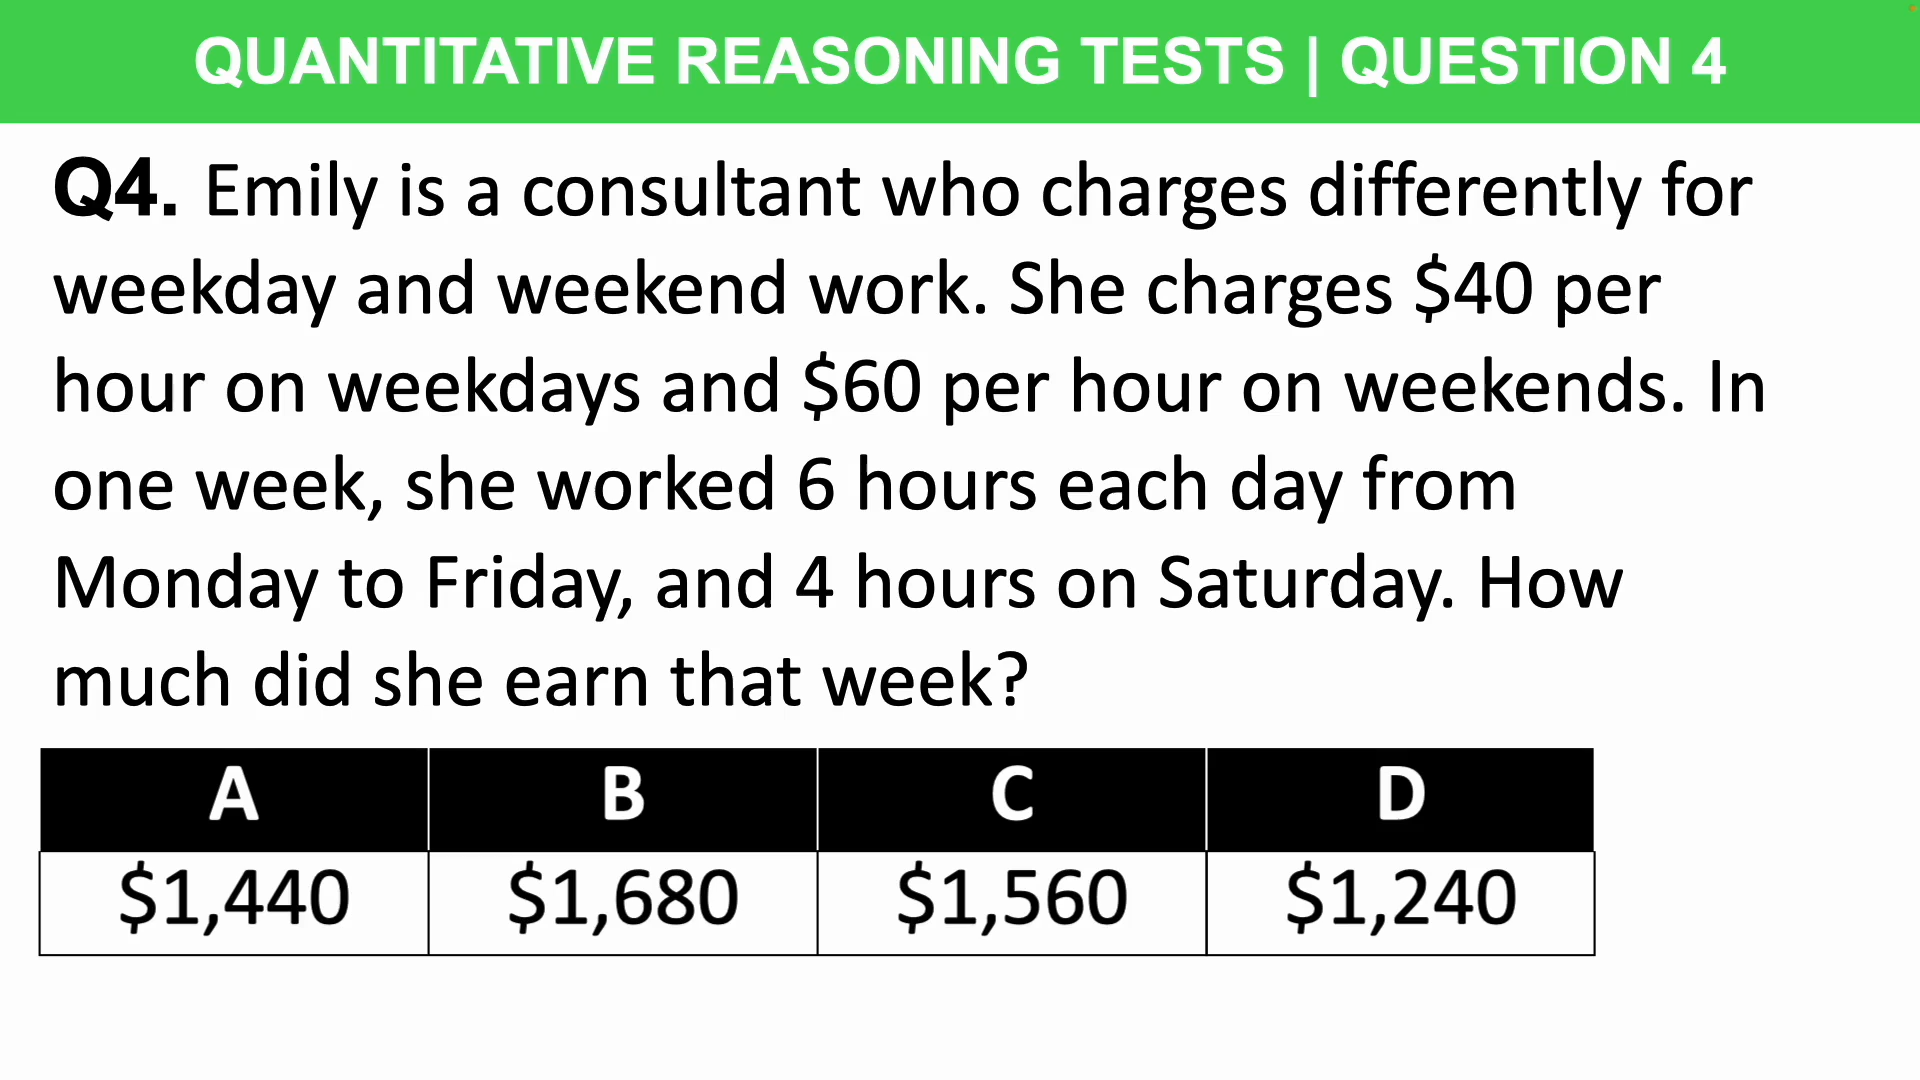 QUANTITATIVE REASONING TESTS | QUESTION 4
Q4. Emily is a consultant who charges differently for
weekday and weekend work. She charges $40 per
hour on weekdays and $60 per hour on weekends. In
one week, she worked 6 hours each day from
Monday to Friday, and 4 hours on Saturday. How
much did she earn that week?
A B C D
$1,440 $1,680 $1,560 $1,240